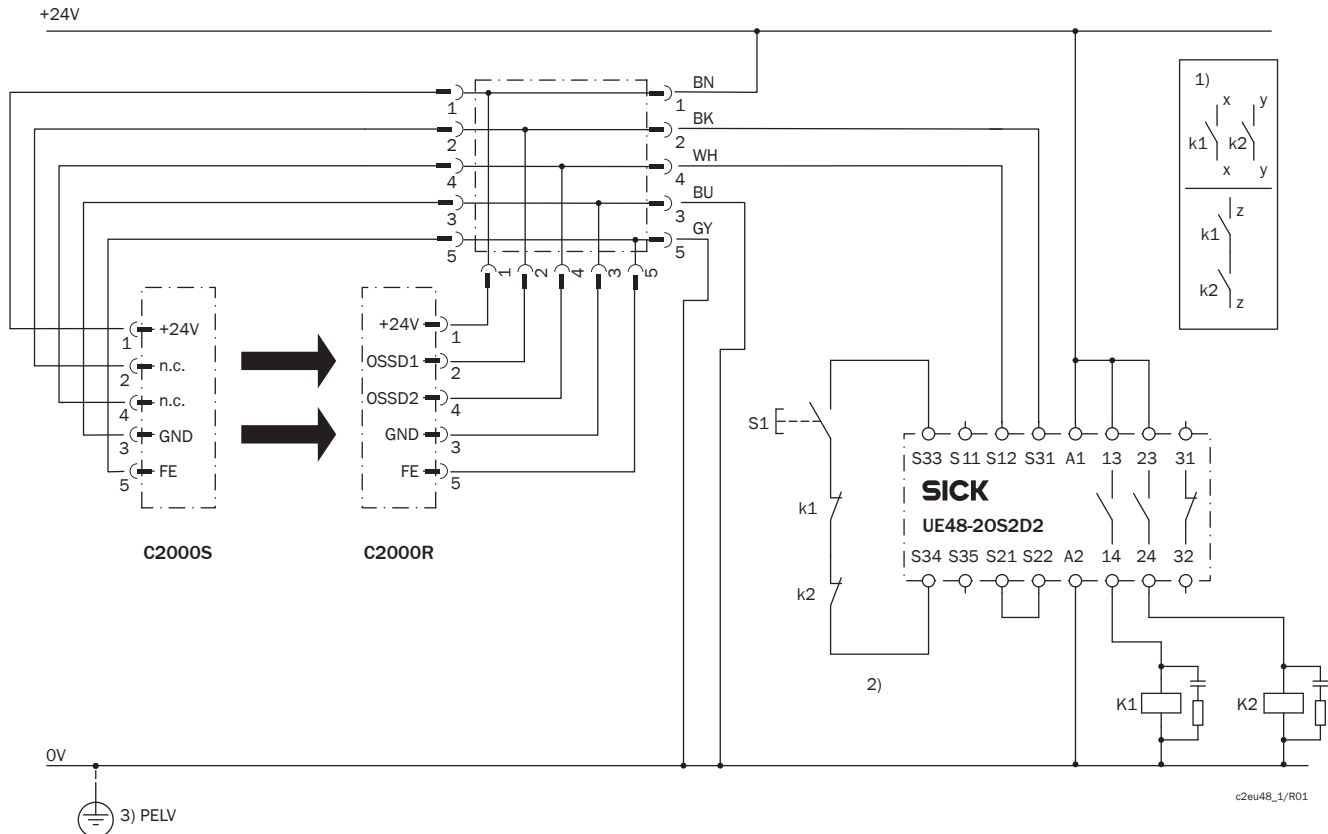 +24V
1 BN 1
2 BK 2
4 WH 4
3 BU 3
5 GY 5
1 2 4 3 5
1)
x y
k1 k2
x y
z
k1
k2
z
+24V 1
n.c. 2
n.c. 4
GND 3
FE 5
C2000S
+24V 1
OSSD1 2
OSSD2 4
GND 3
FE 5
C2000R
S1
k1
k2
2)
S33 S11 S12 S31 A1 13 23 31
SICK
UE48-20S2D2
S34 S35 S21 S22 A2 14 24 32
K1 K2
0V
3) PELV
c2eu48_1/R01